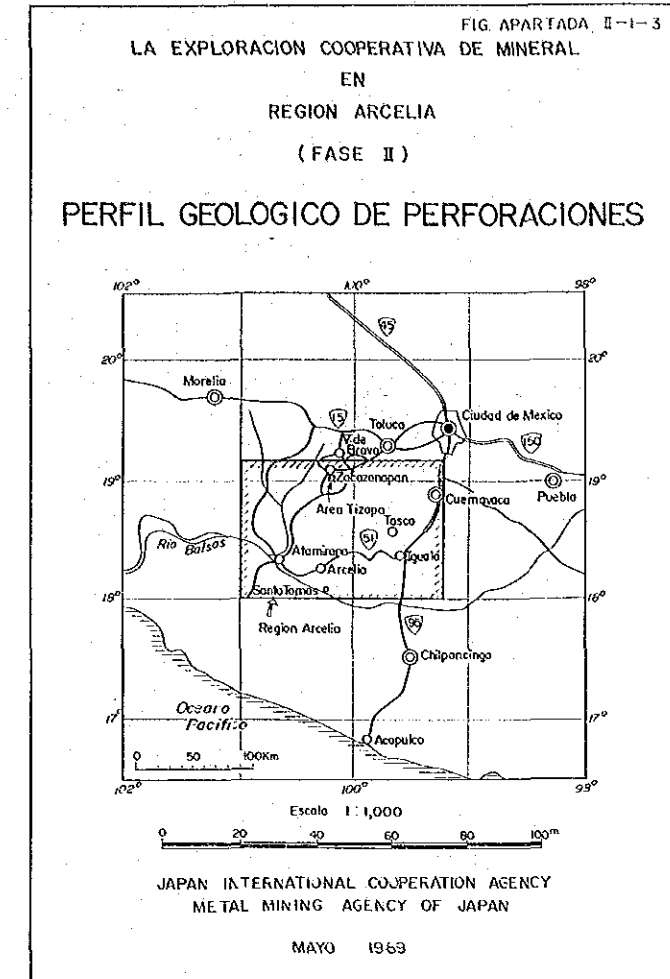 FIG. APARTADA II-1-3
LA EXPLORACION COOPERATIVA DE MINERAL
EN
REGION ARCELIA
(FASE II)
PERFIL GEOLOGICO DE PERFORACIONES
102° 100° 98°
45
20° 20°
Morelia
15
Toluca
Ciudad de Mexico
V. de
Bravo
150
19° 19°
Zacazonapan
Puebla
Cuernavaca
Area Tizapa
Tasco
Rio Balsas
51
Altamirano
Iguala
Arcelia
Santo Tomas
18°
Region Arcelia
95
Chilpancingo
Oceano
Pacifico
17° 17°
Acapulco
0 50 100Km
102° 100°
Escala 1:1,000
0 20 40 60 80 100m
JAPAN INTERNATIONAL COOPERATION AGENCY
METAL MINING AGENCY OF JAPAN
MAYO